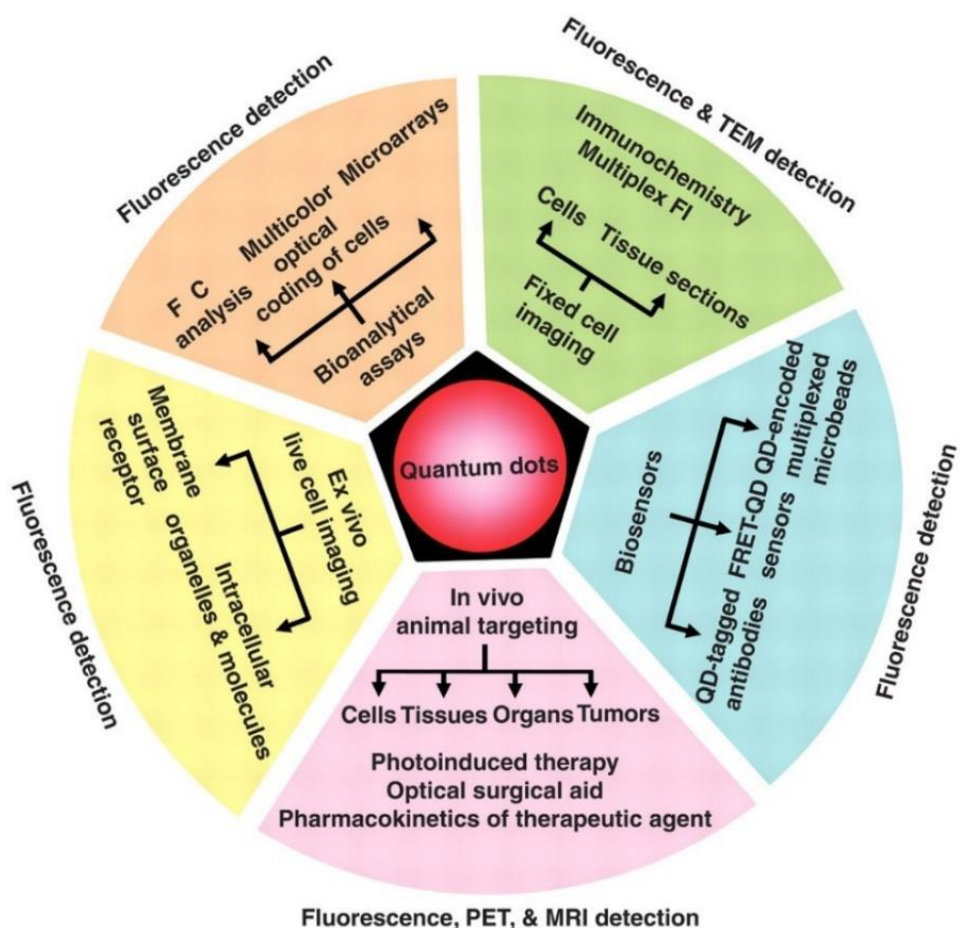 Fluorescence detection
F C
analysis
Multicolor
optical
coding of cells
Microarrays
Bioanalytical
assays
Fluorescence & TEM detection
Immunochemistry
Multiplex FI
Cells
Tissue sections
Fixed cell
imaging
Fluorescence detection
QD-encoded
multiplexed
microbeads
FRET-QD
sensors
QD-tagged
antibodies
Biosensors
Quantum dots
In vivo
animal targeting
Cells Tissues Organs Tumors
Photoinduced therapy
Optical surgical aid
Pharmacokinetics of therapeutic agent
Fluorescence, PET, & MRI detection
Fluorescence detection
Membrane
surface
receptor
Intracellular
organelles & molecules
Ex vivo
live cell imaging